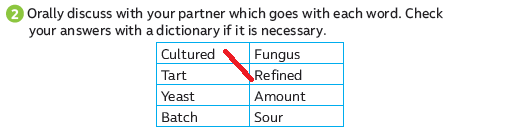 2 Orally discuss with your partner which goes with each word. Check
your answers with a dictionary if it is necessary.
Cultured Fungus
Tart Refined
Yeast Amount
Batch Sour